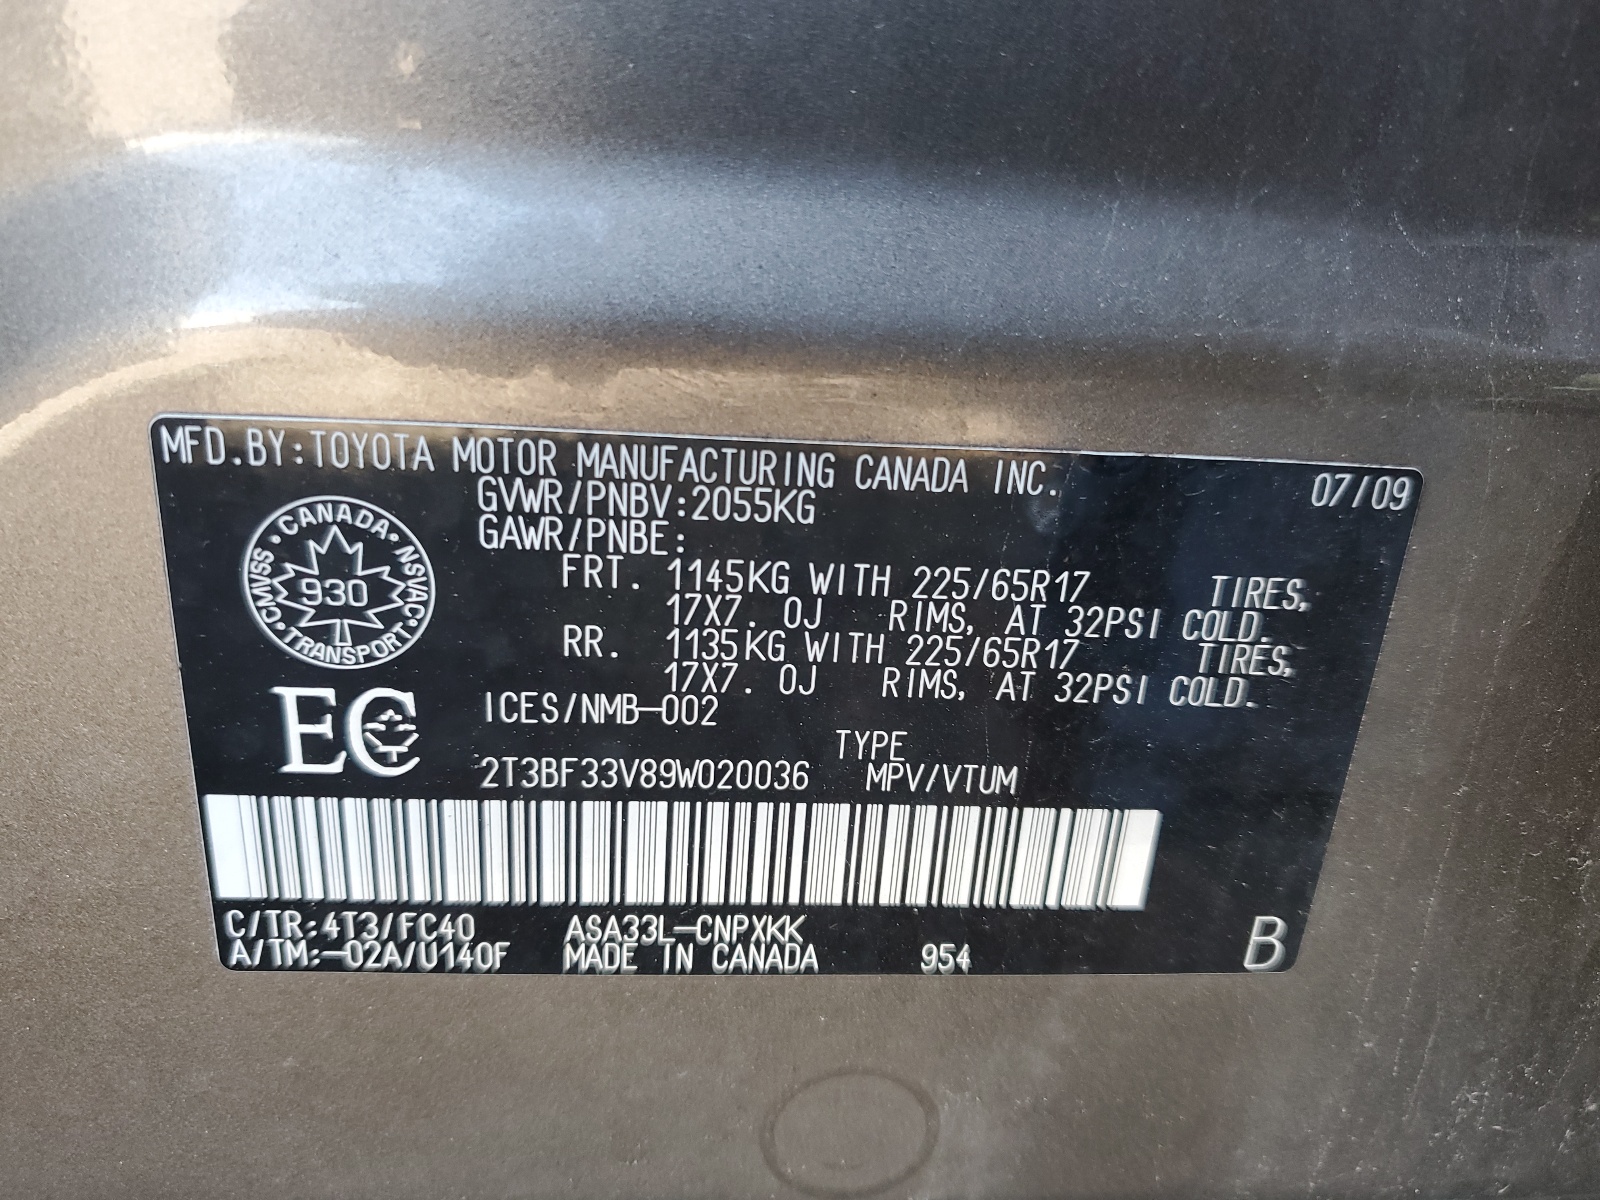 MFD.BY:TOYOTA MOTOR MANUFACTURING CANADA INC. 07/09
GVWR/PNBV:2055KG
GAWR/PNBE:
FRT. 1145KG WITH 225/65R17 TIRES,
17X7. 0J RIMS, AT 32PSI COLD.
RR. 1135KG WITH 225/65R17 TIRES,
17X7. 0J RIMS, AT 32PSI COLD.
CANADA · NSVAC · TRANSPORT · CMVSS ·
930
EC
ICES/NMB-002
TYPE
2T3BF33V89W020036 MPV/VTUM
C/TR:4T3/FC40 ASA33L-CNPXKK
A/TM:-02A/U140F MADE IN CANADA 954 B